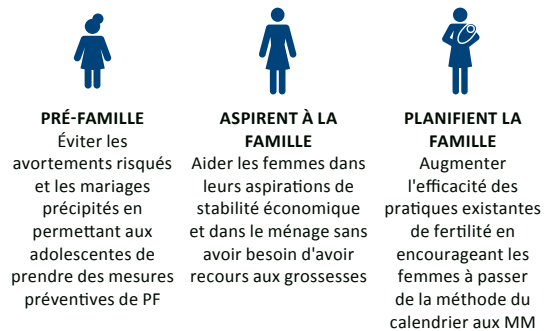 PRÉ-FAMILLE
Éviter les
avortements risqués
et les mariages
précipités en
permettant aux
adolescentes de
prendre des mesures
préventives de PF
ASPIRENT À LA
FAMILLE
Aider les femmes dans
leurs aspirations de
stabilité économique
et dans le ménage sans
avoir besoin d'avoir
recours aux grossesses
PLANIFIENT LA
FAMILLE
Augmenter
l'efficacité des
pratiques existantes
de fertilité en
encourageant les
femmes à passer
de la méthode du
calendrier aux MM